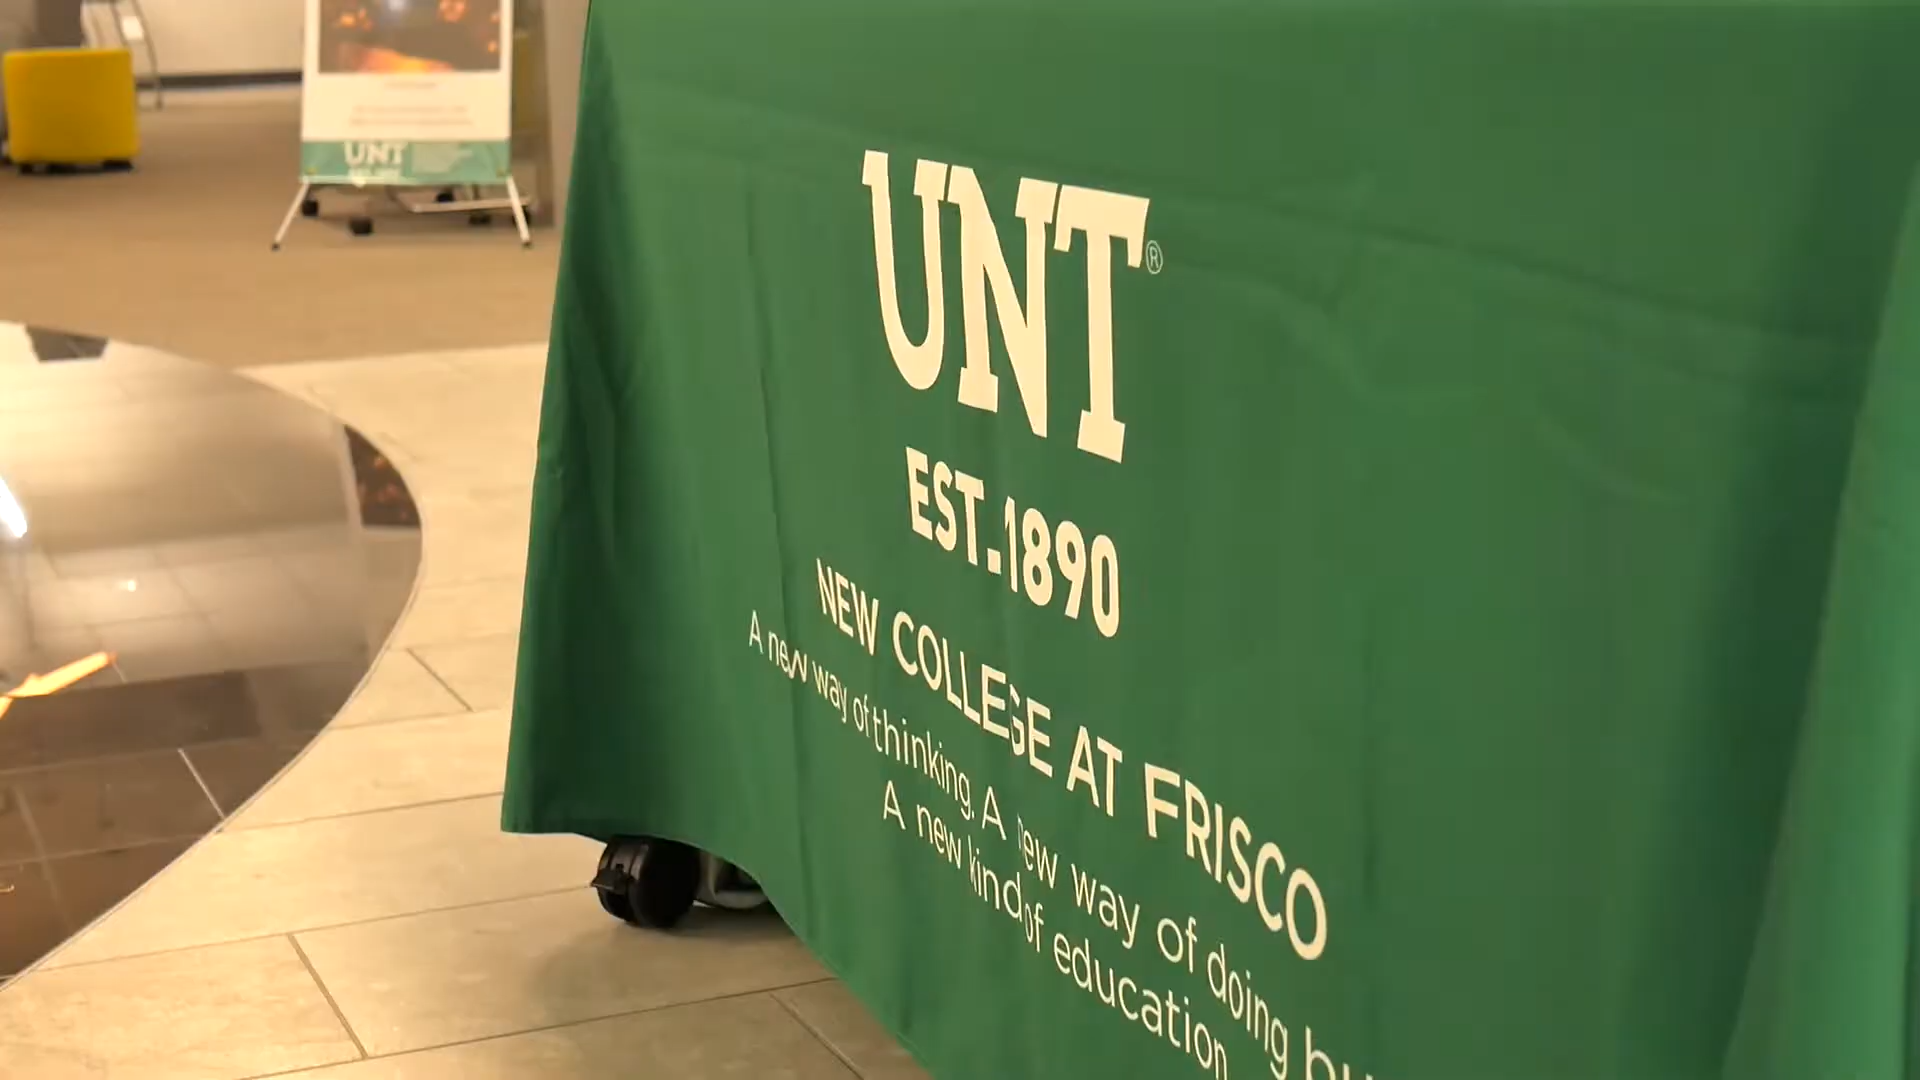 UNT
UNT®
EST.1890
NEW COLLEGE AT FRISCO
A new way of thinking. A new way of doing
A new kind of education